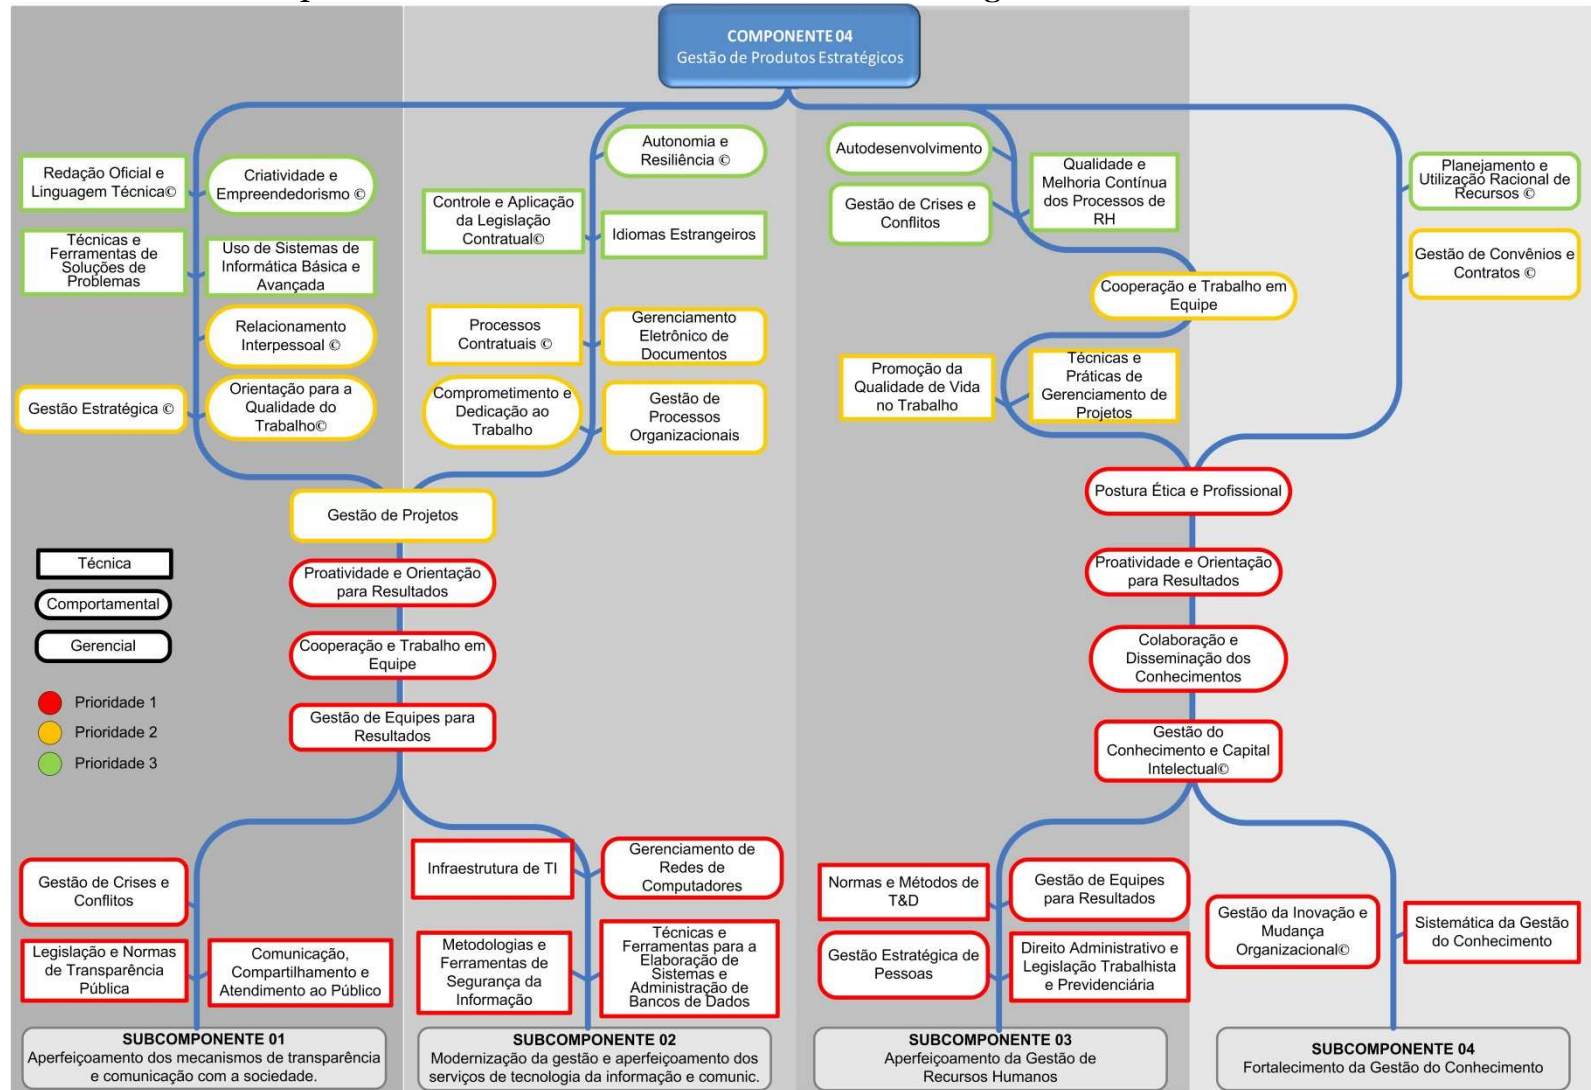 COMPONENTE 04
Gestão de Produtos Estratégicos
Redação Oficial e
Linguagem Técnica©
Criatividade e
Empreendedorismo ©
Técnicas e
Ferramentas de
Soluções de
Problemas
Uso de Sistemas de
Informática Básica e
Avançada
Relacionamento
Interpessoal ©
Gestão Estratégica ©
Orientação para a
Qualidade do
Trabalho©
Autonomia e
Resiliência ©
Controle e Aplicação
da Legislação
Contratual©
Idiomas Estrangeiros
Processos
Contratuais ©
Gerenciamento
Eletrônico de
Documentos
Comprometimento e
Dedicação ao
Trabalho
Gestão de
Processos
Organizacionais
Autodesenvolvimento
Qualidade e
Melhoria Contínua
dos Processos de
RH
Gestão de Crises e
Conflitos
Cooperação e Trabalho em
Equipe
Promoção da
Qualidade de Vida
no Trabalho
Técnicas e
Práticas de
Gerenciamento de
Projetos
Planejamento e
Utilização Racional de
Recursos ©
Gestão de Convênios e
Contratos ©
Gestão de Projetos
Proatividade e Orientação
para Resultados
Cooperação e Trabalho em
Equipe
Gestão de Equipes para
Resultados
Postura Ética e Profissional
Proatividade e Orientação
para Resultados
Colaboração e
Disseminação dos
Conhecimentos
Gestão do
Conhecimento e Capital
Intelectual©
Técnica
Comportamental
Gerencial
Prioridade 1
Prioridade 2
Prioridade 3
Gestão de Crises e
Conflitos
Legislação e Normas
de Transparência
Pública
Comunicação,
Compartilhamento e
Atendimento ao Público
Infraestrutura de TI
Gerenciamento de
Redes de
Computadores
Metodologias e
Ferramentas de
Segurança da
Informação
Técnicas e
Ferramentas para a
Elaboração de
Sistemas e
Administração de
Bancos de Dados
Normas e Métodos de
T&D
Gestão de Equipes
para Resultados
Gestão Estratégica de
Pessoas
Direito Administrativo e
Legislação Trabalhista
e Previdenciária
Gestão da Inovação e
Mudança
Organizacional©
Sistemática da Gestão
do Conhecimento
SUBCOMPONENTE 01
Aperfeiçoamento dos mecanismos de transparência
e comunicação com a sociedade.
SUBCOMPONENTE 02
Modernização da gestão e aperfeiçoamento dos
serviços de tecnologia da informação e comunic.
SUBCOMPONENTE 03
Aperfeiçoamento da Gestão de
Recursos Humanos
SUBCOMPONENTE 04
Fortalecimento da Gestão do Conhecimento